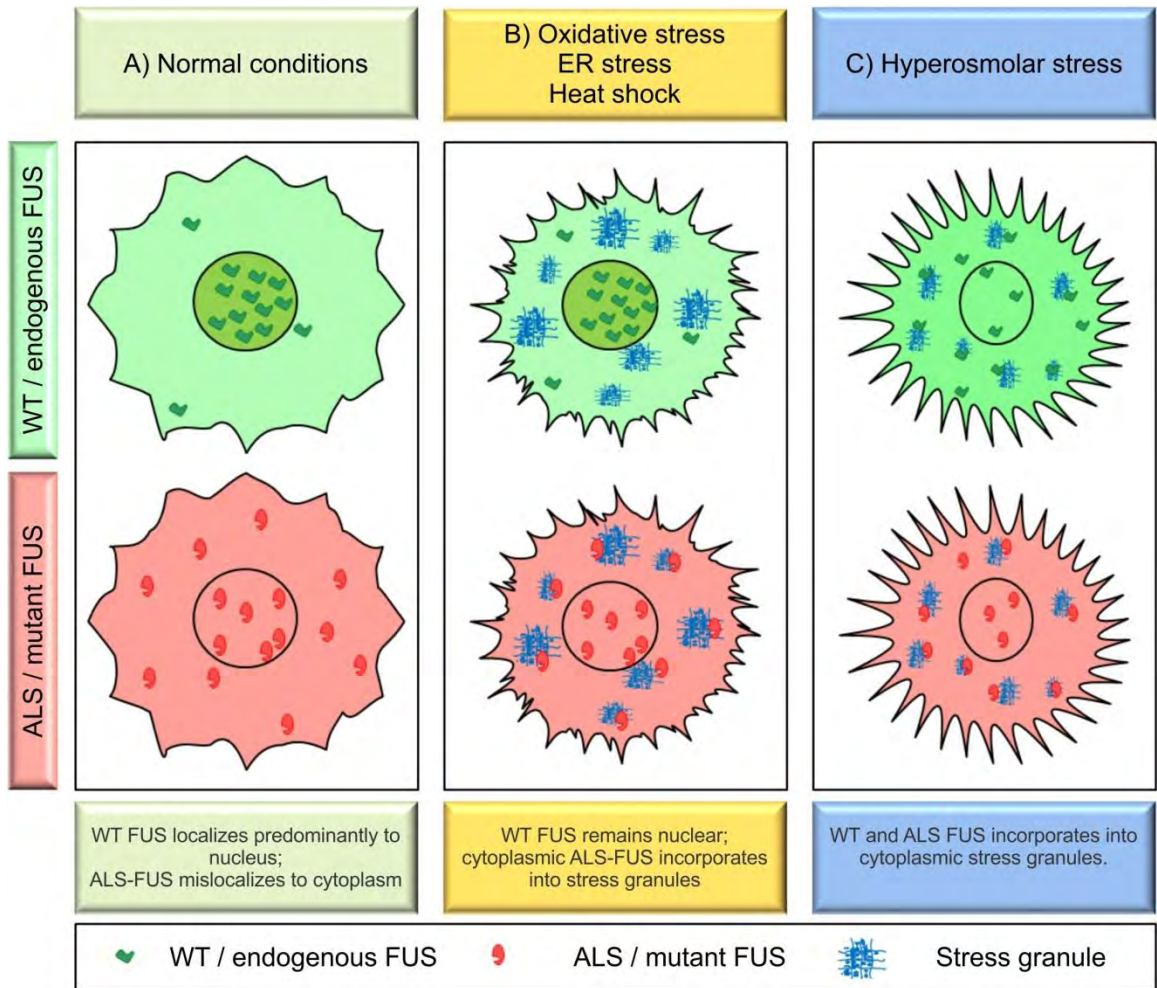 A) Normal conditions
B) Oxidative stress
ER stress
Heat shock
C) Hyperosmolar stress
WT / endogenous FUS
ALS / mutant FUS
WT FUS localizes predominantly to
nucleus;
ALS-FUS mislocalizes to cytoplasm
WT FUS remains nuclear;
cytoplasmic ALS-FUS incorporates
into stress granules
WT and ALS FUS incorporates into
cytoplasmic stress granules.
WT / endogenous FUS
ALS / mutant FUS
Stress granule